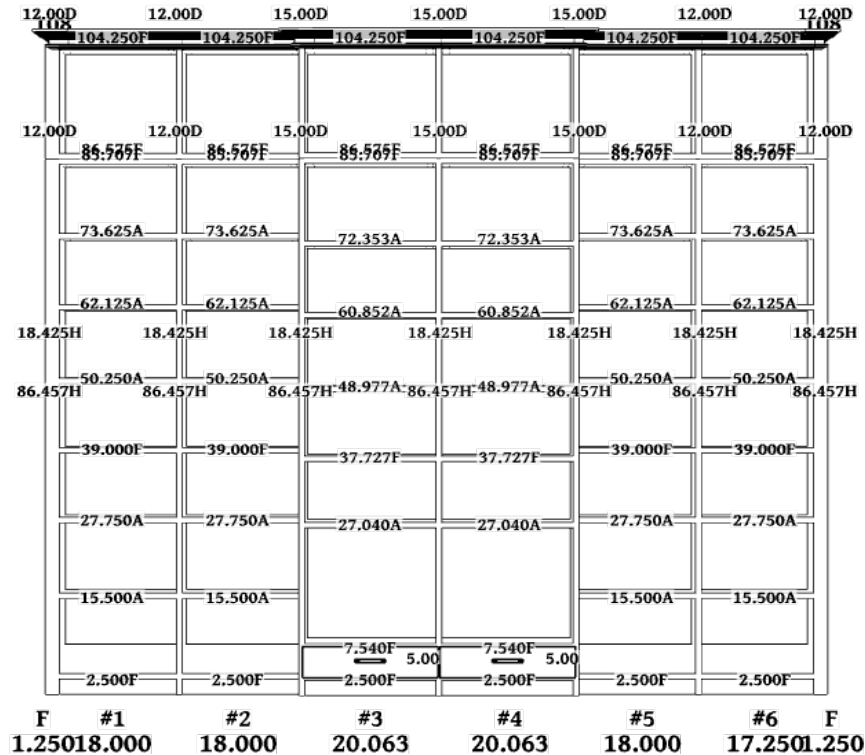 12.00D 12.00D 15.00D 15.00D 15.00D 12.00D 12.00D
108 108
104.250F 104.250F 104.250F 104.250F 104.250F 104.250F
12.00D 12.00D 15.00D 15.00D 15.00D 12.00D 12.00D
86.575F 86.575F 86.575F 86.575F 86.575F 86.575F
85.707F 85.707F 85.707F 85.707F 85.707F 85.707F
73.625A 73.625A 72.353A 72.353A 73.625A 73.625A
62.125A 62.125A 60.852A 60.852A 62.125A 62.125A
18.425H 18.425H 18.425H 18.425H 18.425H 18.425H 18.425H
50.250A 50.250A 48.977A 48.977A 50.250A 50.250A
86.457H 86.457H 86.457H 86.457H 86.457H 86.457H 86.457H
39.000F 39.000F 37.727F 37.727F 39.000F 39.000F
27.750A 27.750A 27.040A 27.040A 27.750A 27.750A
15.500A 15.500A 15.500A 15.500A
7.540F 7.540F
5.00 5.00
2.500F 2.500F 2.500F 2.500F 2.500F 2.500F
F #1 #2 #3 #4 #5 #6 F
1.250 18.000 18.000 20.063 20.063 18.000 17.250 1.250